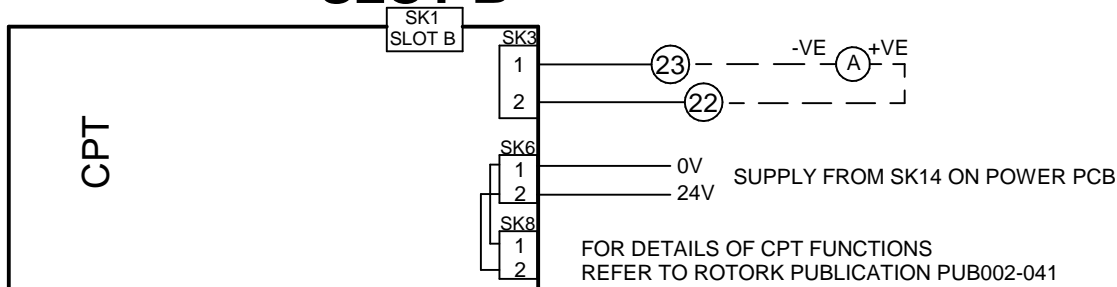 SK1
SLOT B
SK3
1
2
23
-VE
A
+VE
22
CPT
SK6
1
2
0V
24V
SUPPLY FROM SK14 ON POWER PCB
SK8
1
2
FOR DETAILS OF CPT FUNCTIONS
REFER TO ROTORK PUBLICATION PUB002-041